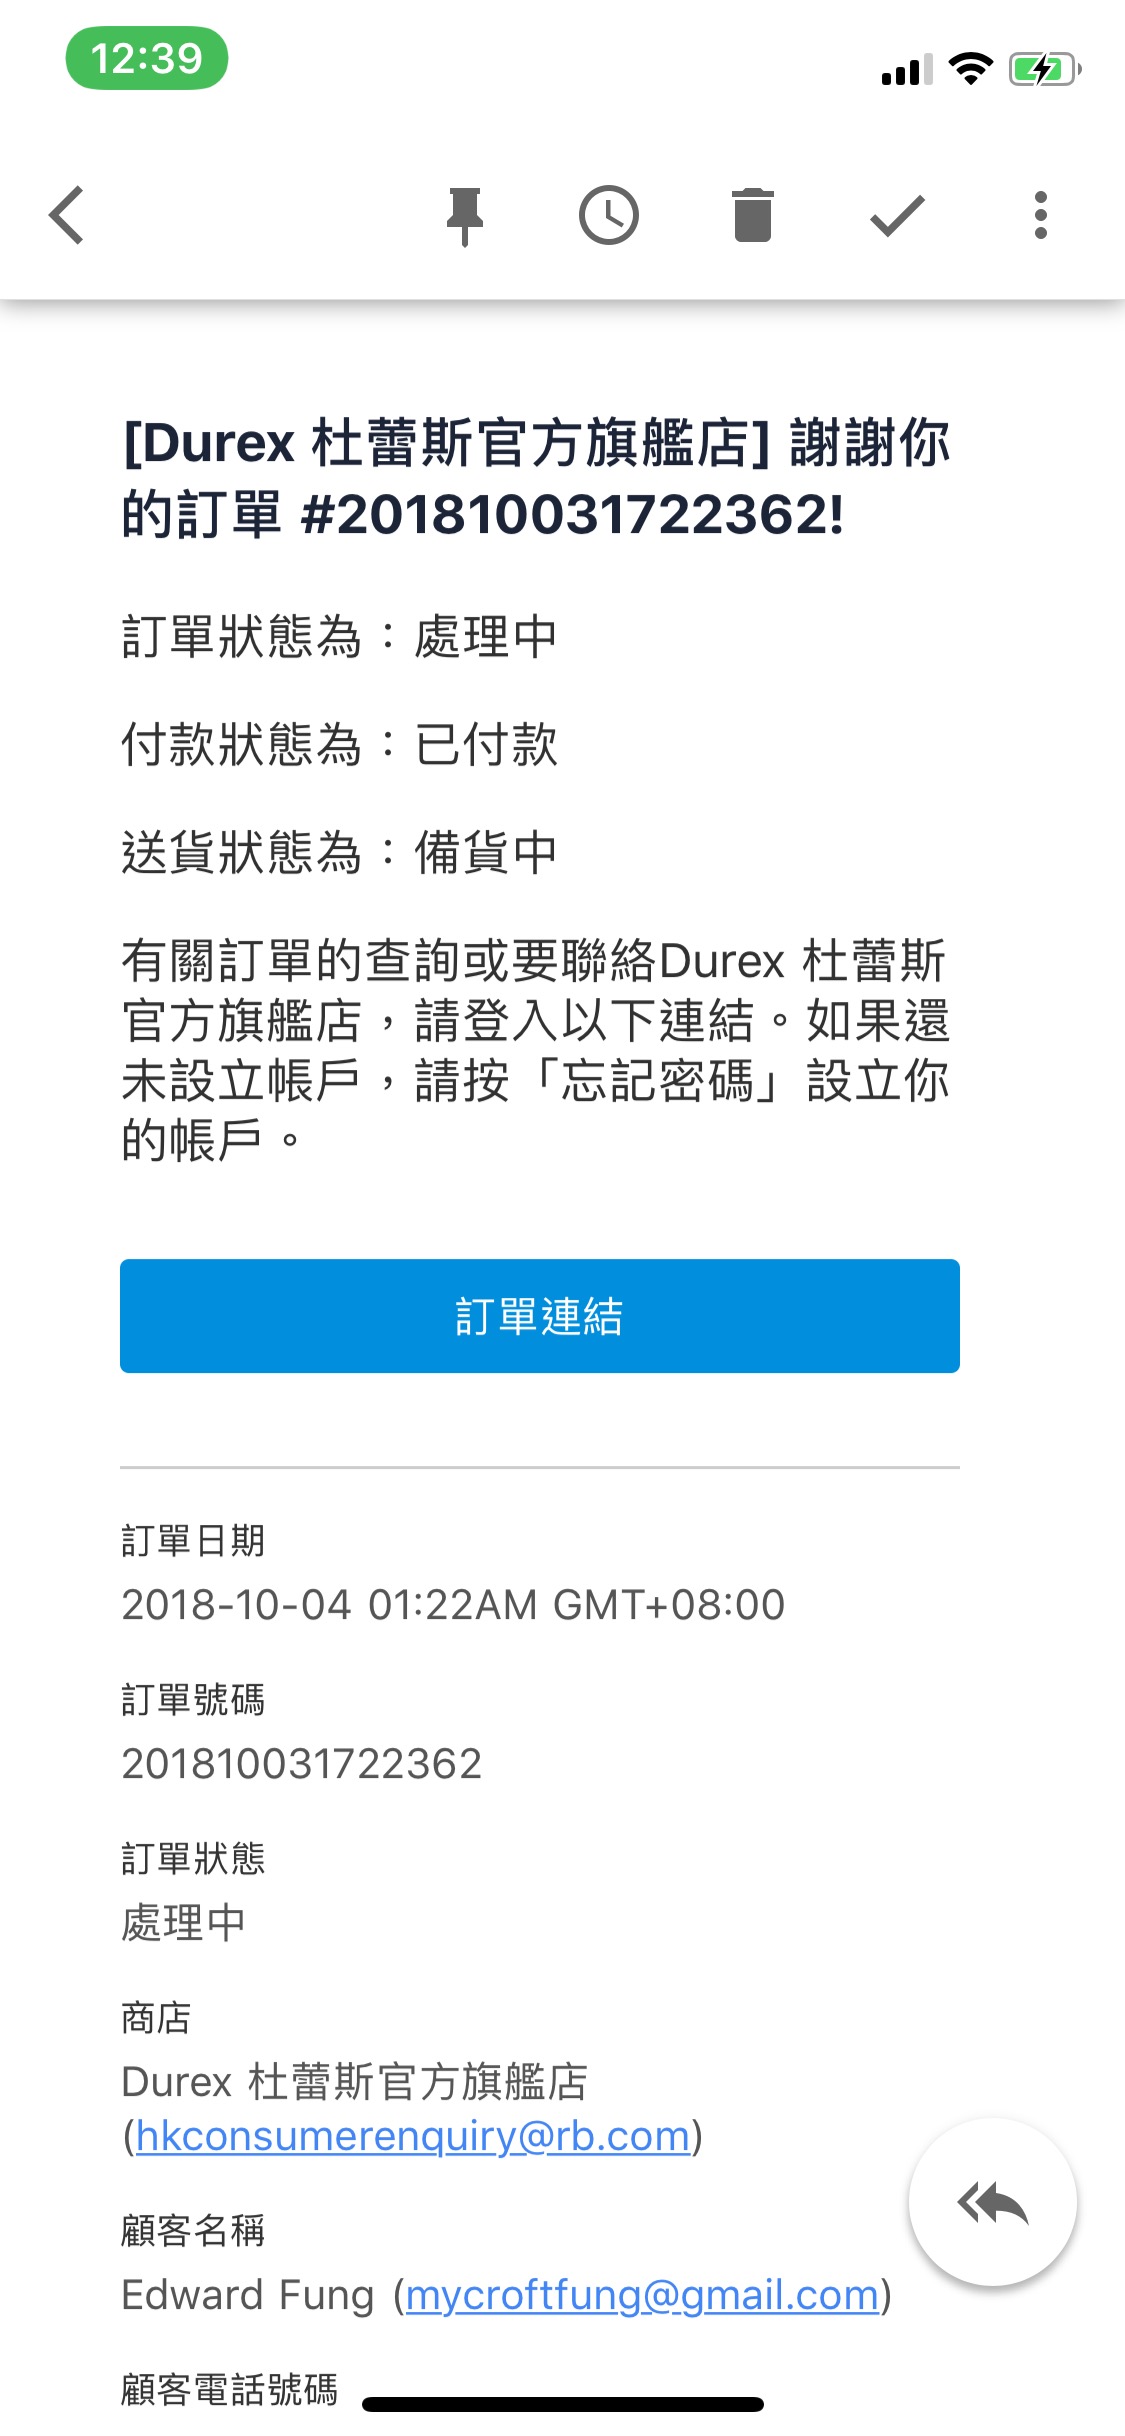 12:39
[Durex 杜蕾斯官方旗艦店] 謝謝你
的訂單 #201810031722362!
訂單狀態為：處理中
付款狀態為：已付款
送貨狀態為：備貨中
有關訂單的查詢或要聯絡Durex 杜蕾斯
官方旗艦店，請登入以下連結。如果還
未設立帳戶，請按「忘記密碼」設立你
的帳戶。
訂單連結
訂單日期
2018-10-04 01:22AM GMT+08:00
訂單號碼
201810031722362
訂單狀態
處理中
商店
Durex 杜蕾斯官方旗艦店
(hkconsumerenquiry@rb.com)
顧客名稱
Edward Fung (mycroftfung@gmail.com)
顧客電話號碼